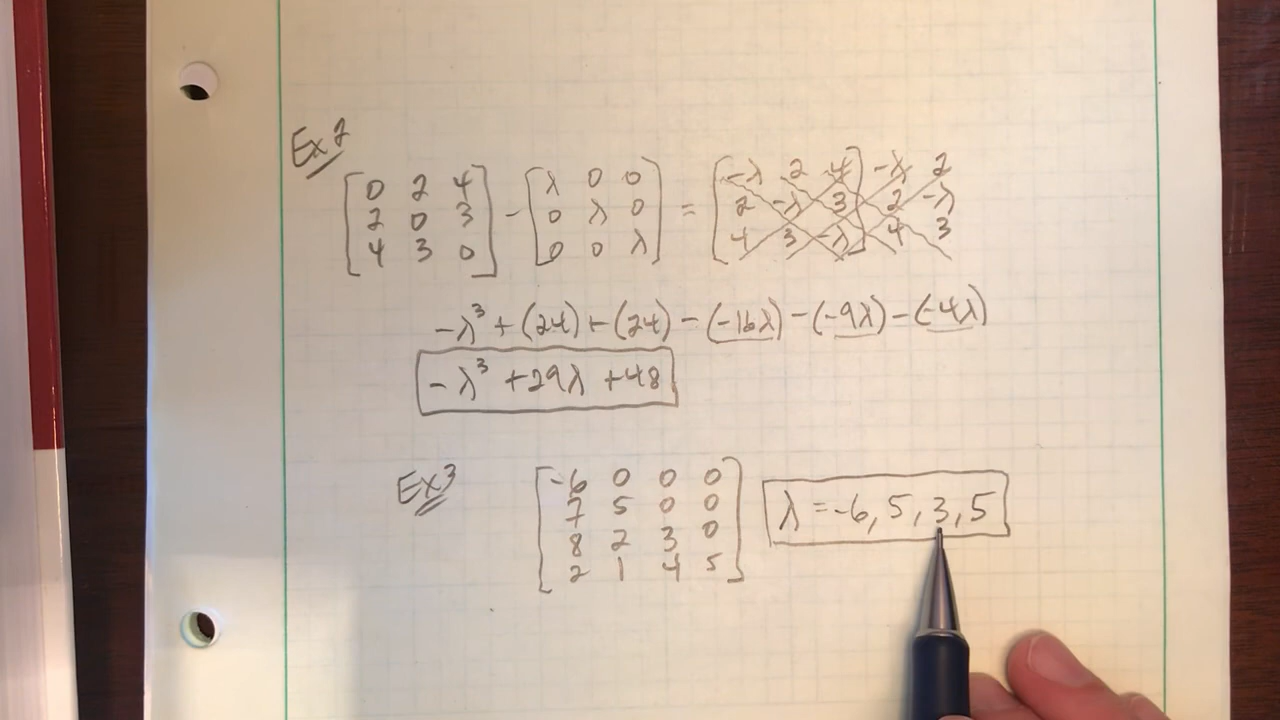 Ex 2
[0 2 4] - [λ 0 0] = [-λ 2 4] -λ 2
[2 0 3] [0 λ 0] [2 -λ 3] 2 -λ
[4 3 0] [0 0 λ] [4 3 -λ] 4 3
-λ³ + (24) + (24) - (-16λ) - (-9λ) - (-4λ)
-λ³ + 29λ + 48
Ex 3
[-6 0 0 0] λ = -6, 5, 3, 5
[7 5 0 0]
[8 2 3 0]
[2 1 4 5]